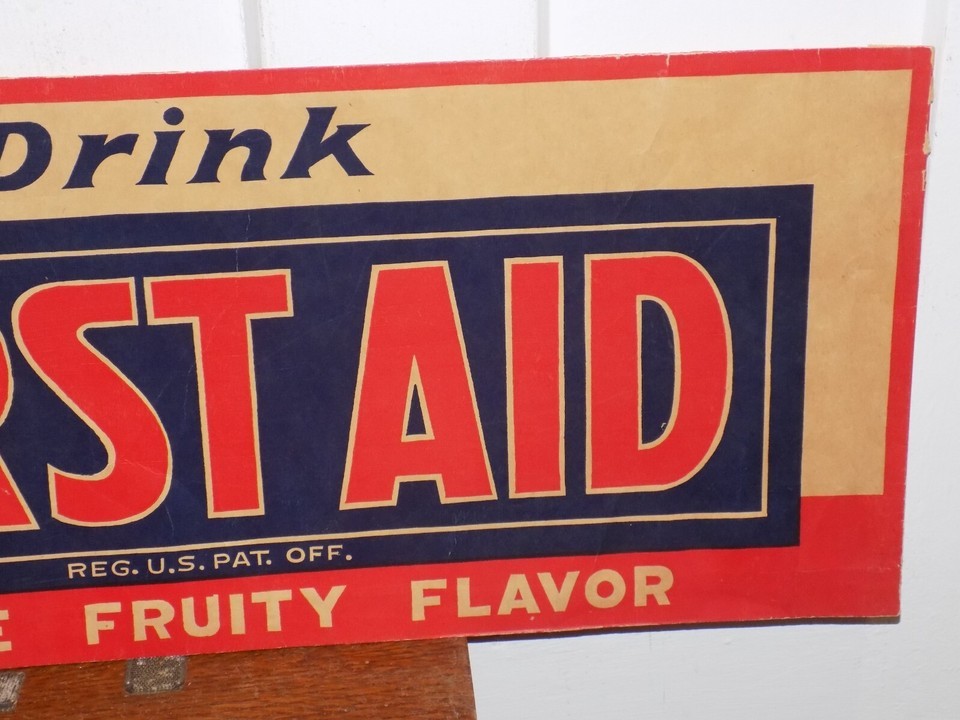 Drink
RST AID
REG. U.S. PAT. OFF.
E FRUITY FLAVOR